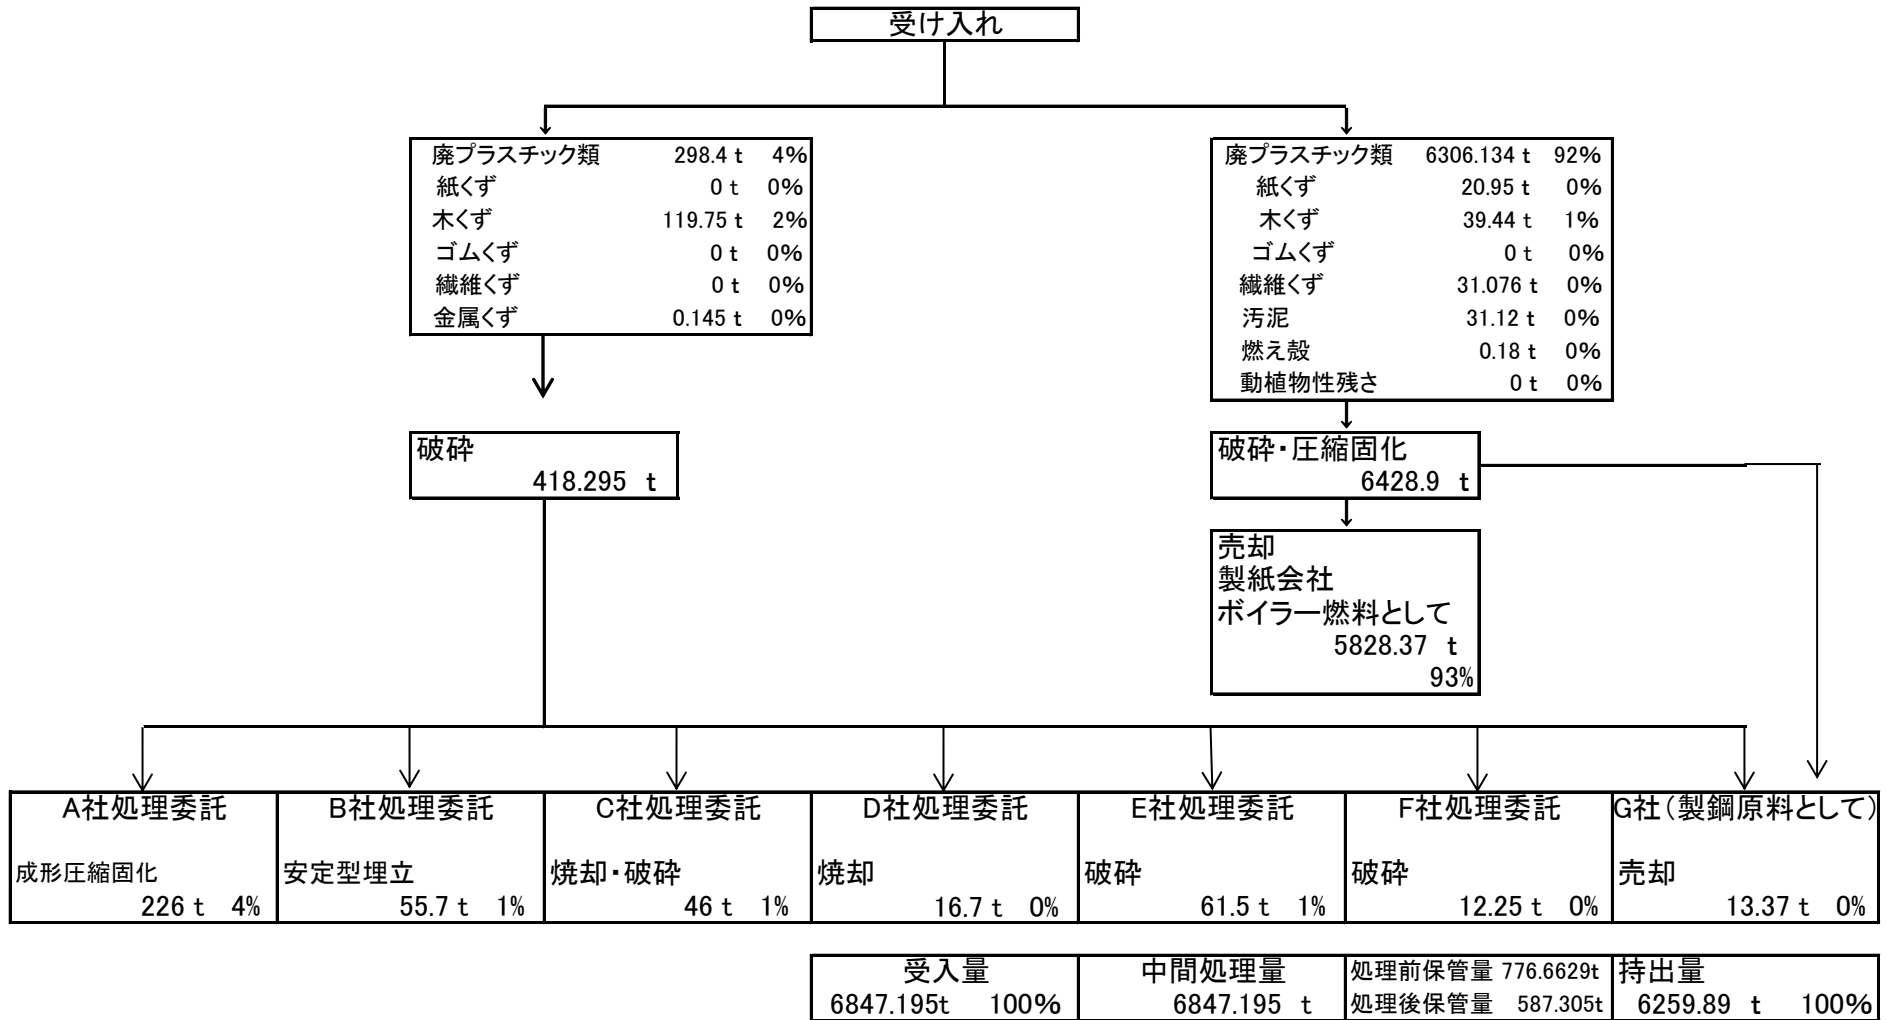 受け入れ
廃プラスチック類 298.4 t 4%
紙くず 0 t 0%
木くず 119.75 t 2%
ゴムくず 0 t 0%
繊維くず 0 t 0%
金属くず 0.145 t 0%
廃プラスチック類 6306.134 t 92%
紙くず 20.95 t 0%
木くず 39.44 t 1%
ゴムくず 0 t 0%
繊維くず 31.076 t 0%
汚泥 31.12 t 0%
燃え殻 0.18 t 0%
動植物性残さ 0 t 0%
破砕
418.295 t
破砕・圧縮固化
6428.9 t
売却
製紙会社
ボイラー燃料として
5828.37 t
93%
A社処理委託
成形圧縮固化
226 t 4%
B社処理委託
安定型埋立
55.7 t 1%
C社処理委託
焼却・破砕
46 t 1%
D社処理委託
焼却
16.7 t 0%
E社処理委託
破砕
61.5 t 1%
F社処理委託
破砕
12.25 t 0%
G社(製鋼原料として)
売却
13.37 t 0%
受入量
6847.195t 100%
中間処理量
6847.195 t
処理前保管量 776.6629t
処理後保管量 587.305t
持出量
6259.89 t 100%